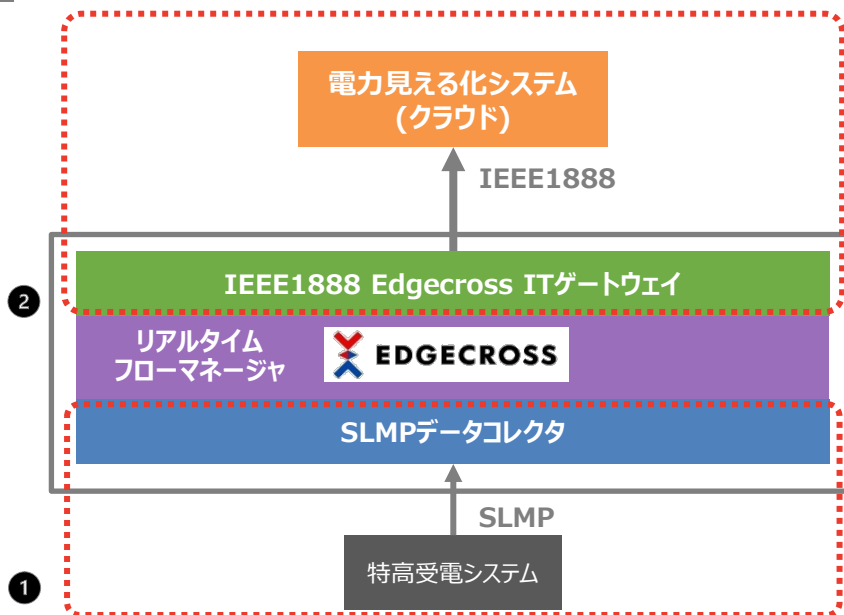 電力見える化システム
(クラウド)
IEEE1888
IEEE1888 Edgecross ITゲートウェイ
❷
リアルタイム
フローマネージャ
EDGECROSS
SLMPデータコレクタ
SLMP
特高受電システム
❶